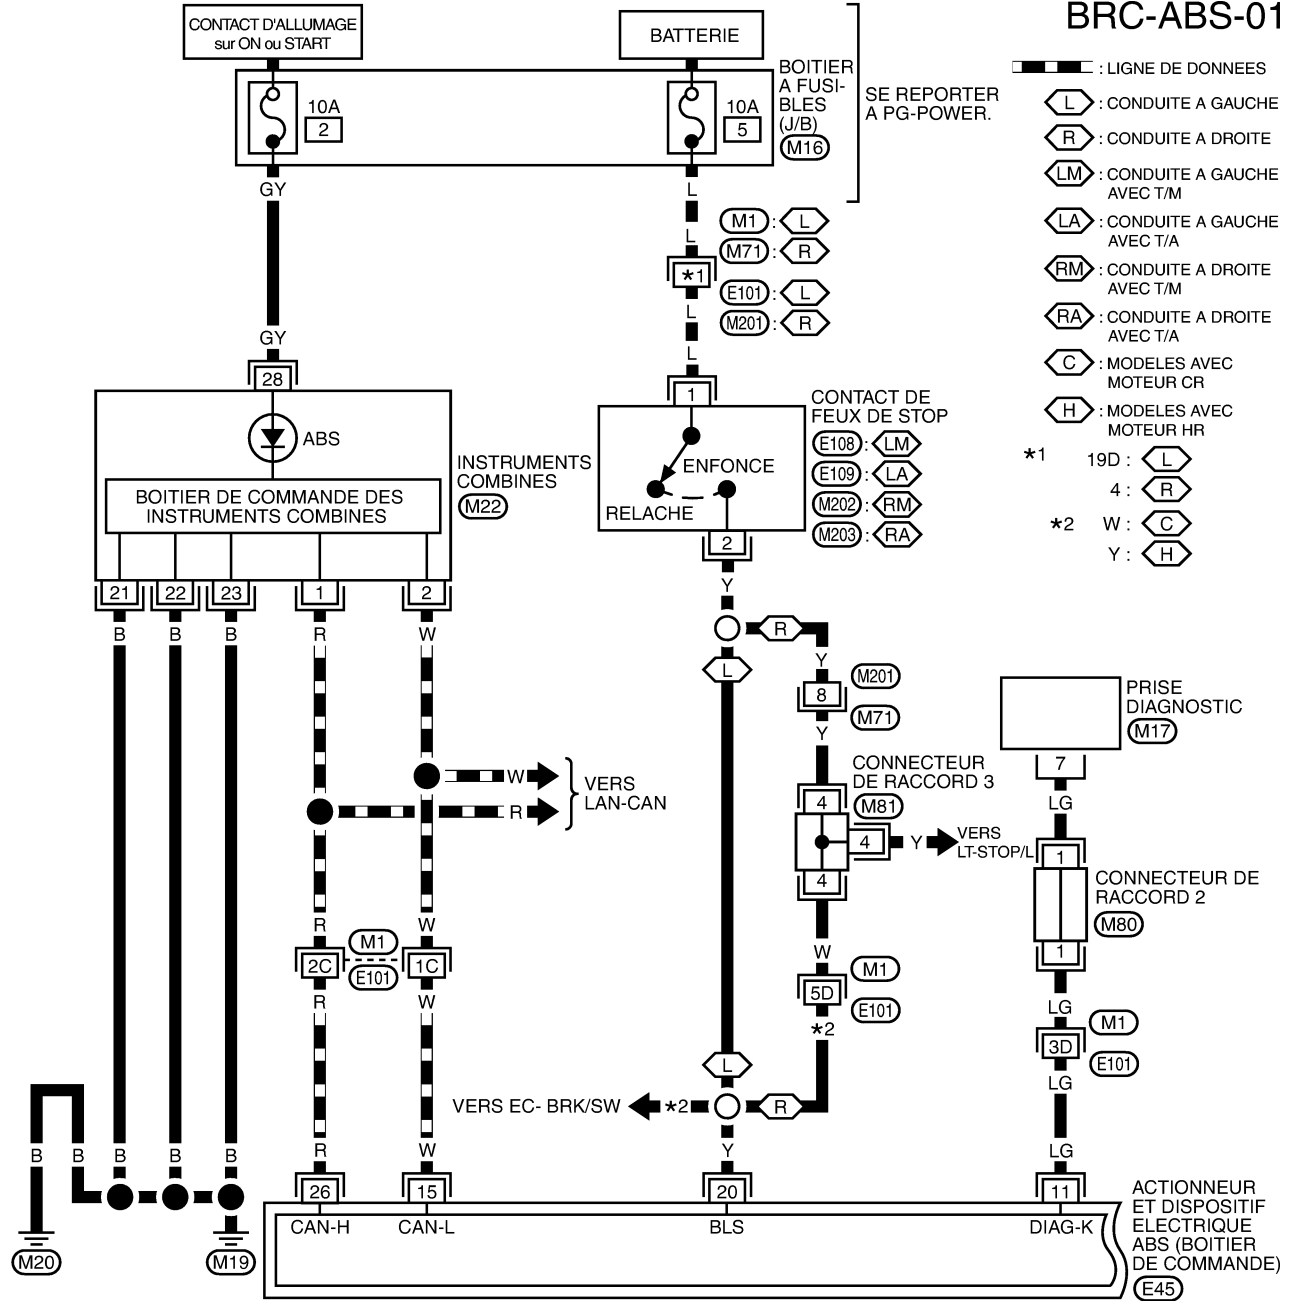 BRC-ABS-01
CONTACT D'ALLUMAGE
sur ON ou START
BATTERIE
10A
2
10A
5
BOITIER
A FUSI-
BLES
(J/B)
M16
SE REPORTER
A PG-POWER.
: LIGNE DE DONNEES
L : CONDUITE A GAUCHE
R : CONDUITE A DROITE
LM : CONDUITE A GAUCHE
AVEC T/M
LA : CONDUITE A GAUCHE
AVEC T/A
RM : CONDUITE A DROITE
AVEC T/M
RA : CONDUITE A DROITE
AVEC T/A
C : MODELES AVEC
MOTEUR CR
H : MODELES AVEC
MOTEUR HR
*1 19D : L
4 : R
*2 W : C
Y : H
GY
GY
28
L
L
M1 : L
M71 : R
*1
E101 : L
M201 : R
L
L
1
ABS
BOITIER DE COMMANDE DES
INSTRUMENTS COMBINES
INSTRUMENTS
COMBINES
M22
ENFONCE
RELACHE
CONTACT DE
FEUX DE STOP
E108 : LM
E109 : LA
M202 : RM
M203 : RA
2
21 22 23 1 2
B B B R W
Y
R
L
Y
8
M201
M71
Y
PRISE
DIAGNOSTIC
M17
7
LG
W
R
VERS
LAN-CAN
CONNECTEUR
DE RACCORD 3
M81
4
4
4
Y
VERS
LT-STOP/L
1
CONNECTEUR DE
RACCORD 2
M80
1
R W
2C
M1
E101
1C
R W
W
5D
M1
E101
*2
LG
3D
M1
E101
LG
L
VERS EC- BRK/SW
*2
R
B B B B B R W Y LG
26 15 20 11
CAN-H CAN-L BLS DIAG-K
M20
M19
ACTIONNEUR
ET DISPOSITIF
ELECTRIQUE
ABS (BOITIER
DE COMMANDE)
E45